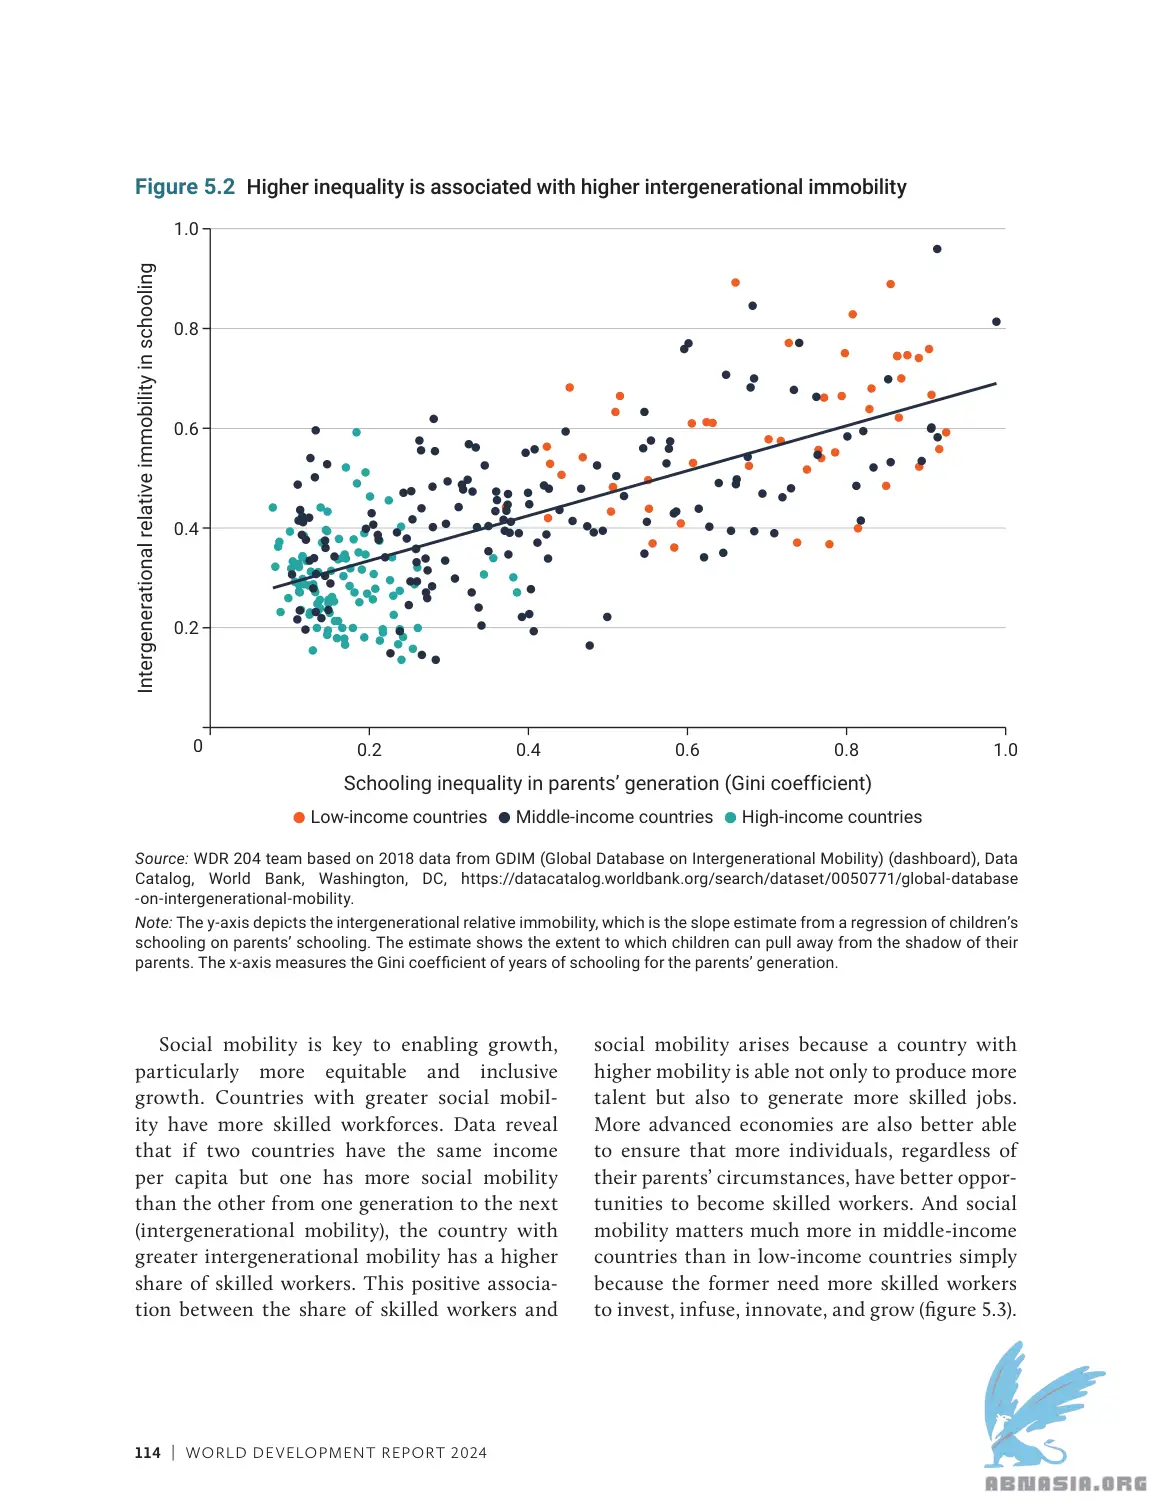 Figure 5.2 Higher inequality is associated with higher intergenerational immobility
Intergenerational relative immobility in schooling
1.0
0.8
0.6
0.4
0.2
0
0.2
0.4
0.6
0.8
1.0
Schooling inequality in parents’ generation (Gini coefficient)
Low-income countries
Middle-income countries
High-income countries
Source: WDR 204 team based on 2018 data from GDIM (Global Database on Intergenerational Mobility) (dashboard), Data
Catalog, World Bank, Washington, DC, https://datacatalog.worldbank.org/search/dataset/0050771/global-database
-on-intergenerational-mobility.
Note: The y-axis depicts the intergenerational relative immobility, which is the slope estimate from a regression of children’s
schooling on parents’ schooling. The estimate shows the extent to which children can pull away from the shadow of their
parents. The x-axis measures the Gini coefficient of years of schooling for the parents’ generation.
Social mobility is key to enabling growth,
particularly more equitable and inclusive
growth. Countries with greater social mobil-
ity have more skilled workforces. Data reveal
that if two countries have the same income
per capita but one has more social mobility
than the other from one generation to the next
(intergenerational mobility), the country with
greater intergenerational mobility has a higher
share of skilled workers. This positive associa-
tion between the share of skilled workers and
social mobility arises because a country with
higher mobility is able not only to produce more
talent but also to generate more skilled jobs.
More advanced economies are also better able
to ensure that more individuals, regardless of
their parents’ circumstances, have better oppor-
tunities to become skilled workers. And social
mobility matters much more in middle-income
countries than in low-income countries simply
because the former need more skilled workers
to invest, infuse, innovate, and grow (figure 5.3).
114 | WORLD DEVELOPMENT REPORT 2024
ABNASIA.ORG